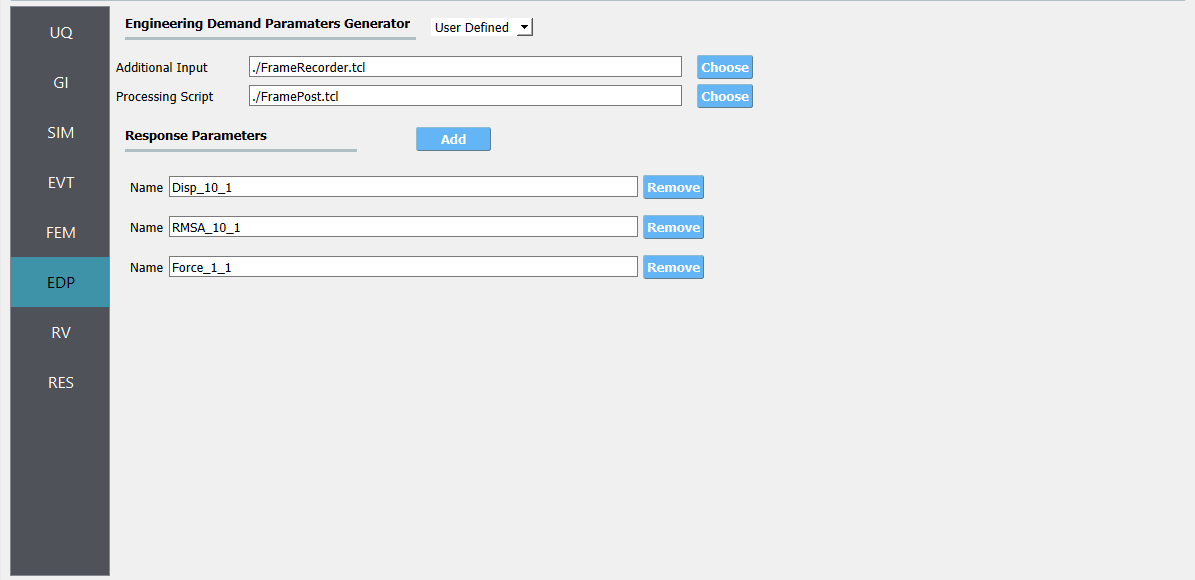 UQ
GI
SIM
EVT
FEM
EDP
RV
RES
Engineering Demand Paramaters Generator User Defined
Additional Input ./FrameRecorder.tcl Choose
Processing Script ./FramePost.tcl Choose
Response Parameters Add
Name Disp_10_1 Remove
Name RMSA_10_1 Remove
Name Force_1_1 Remove